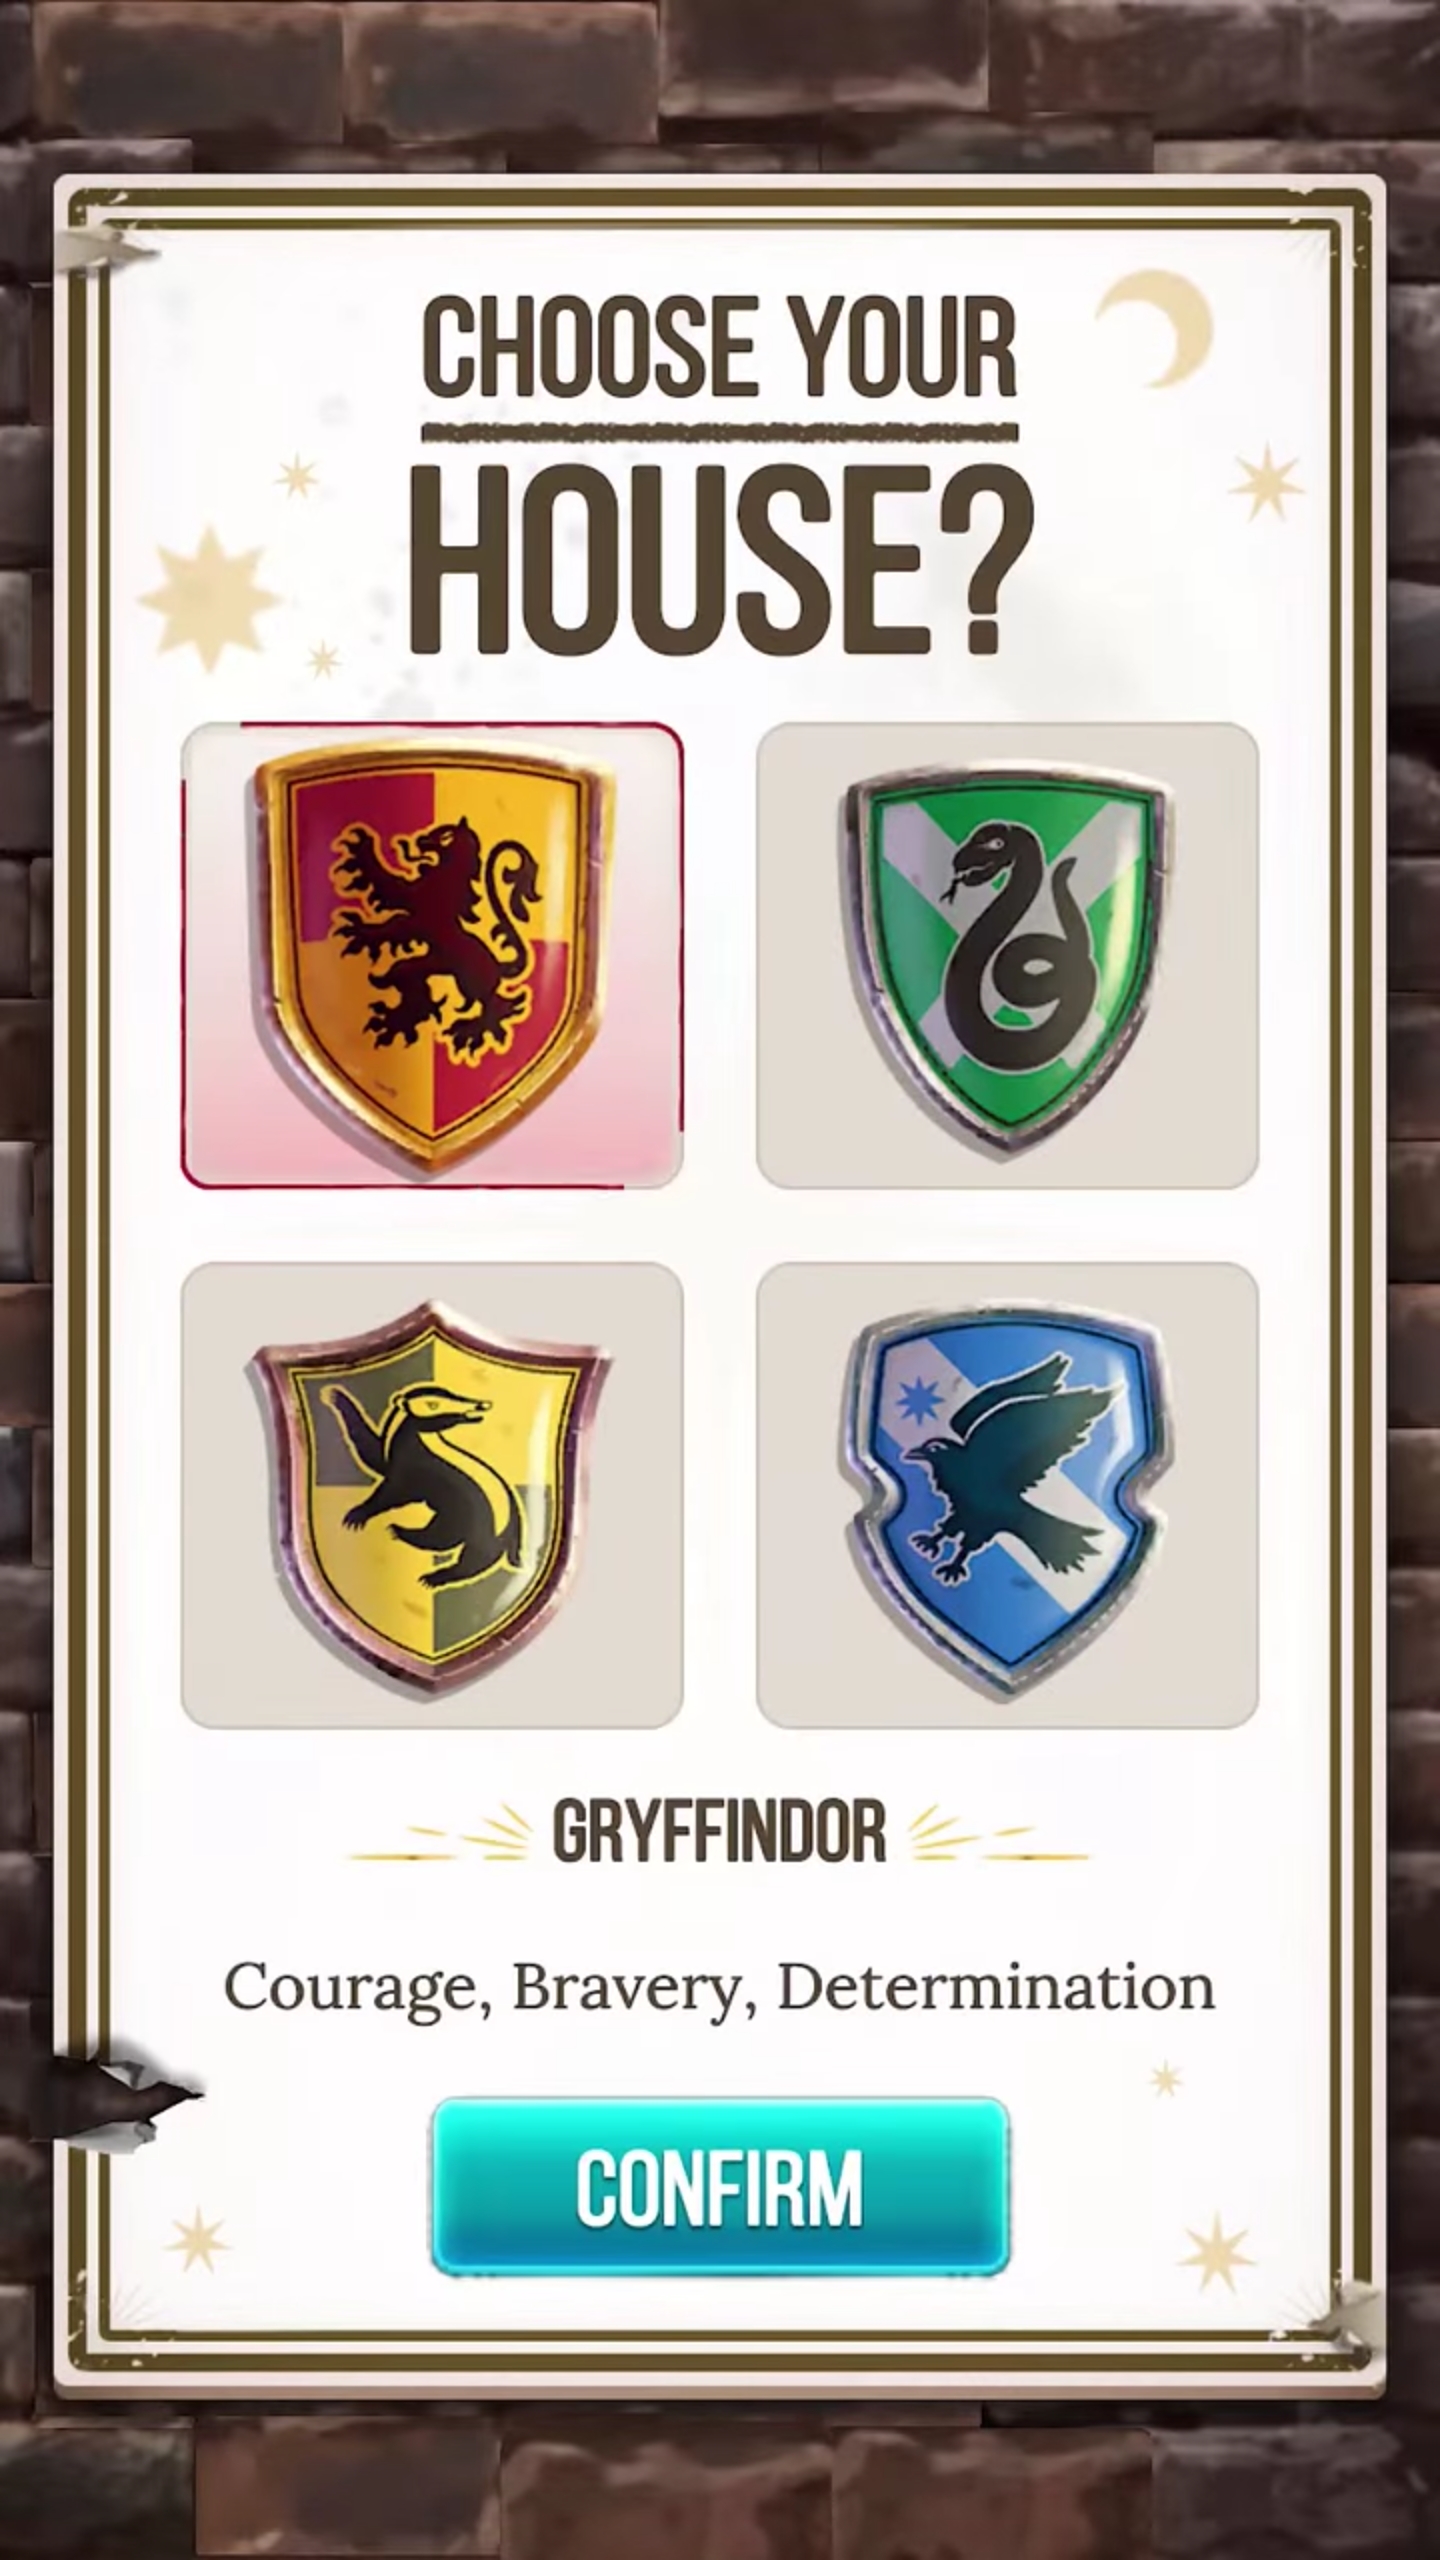 CHOOSE YOUR
HOUSE?
GRYFFINDOR
Courage, Bravery, Determination
CONFIRM